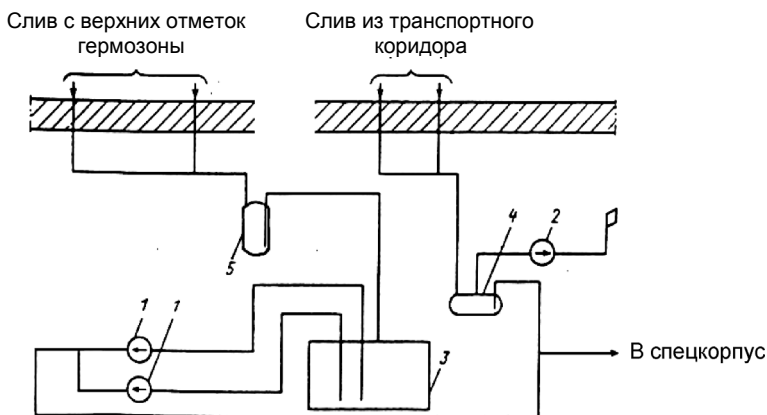 Слив с верхних отметок
гермозоны
Слив из транспортного
коридора
5
4
2
1
1
3
В спецкорпус